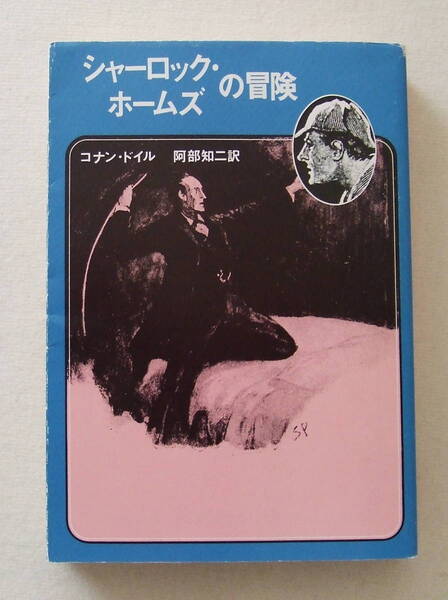 シャーロック・
ホームズ
の冒険
コナン・ドイル 阿部知二訳
SP